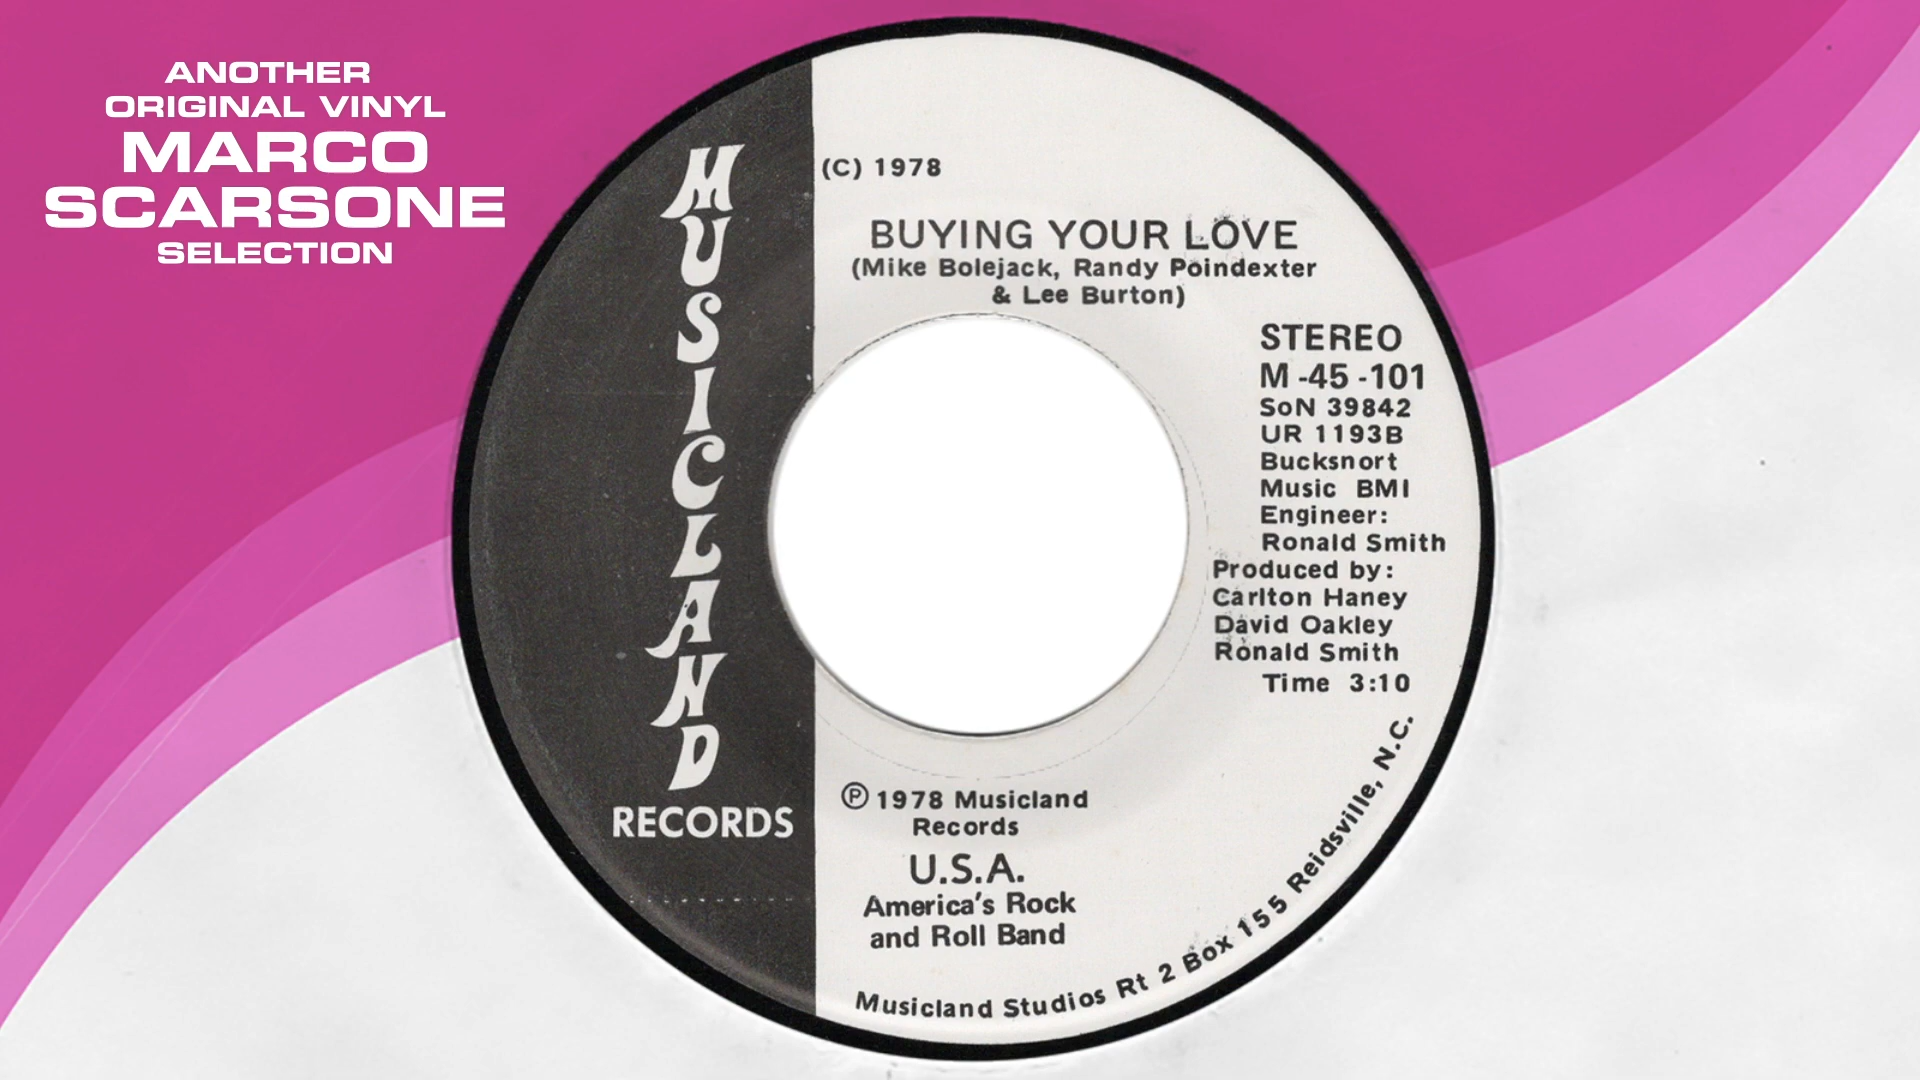 ANOTHER
ORIGINAL VINYL
MARCO
SCARSONE
SELECTION
MUSICLAND
RECORDS
(C) 1978
BUYING YOUR LOVE
(Mike Bolejack, Randy Poindexter
& Lee Burton)
STEREO
M -45 -101
SoN 39842
UR 1193B
Bucksnort
Music BMI
Engineer:
Ronald Smith
Produced by:
Carlton Haney
David Oakley
Ronald Smith
Time 3:10
Ⓟ 1978 Musicland
Records
U.S.A.
America's Rock
and Roll Band
Musicland Studios Rt 2 Box 155 Reidsville, N.C.